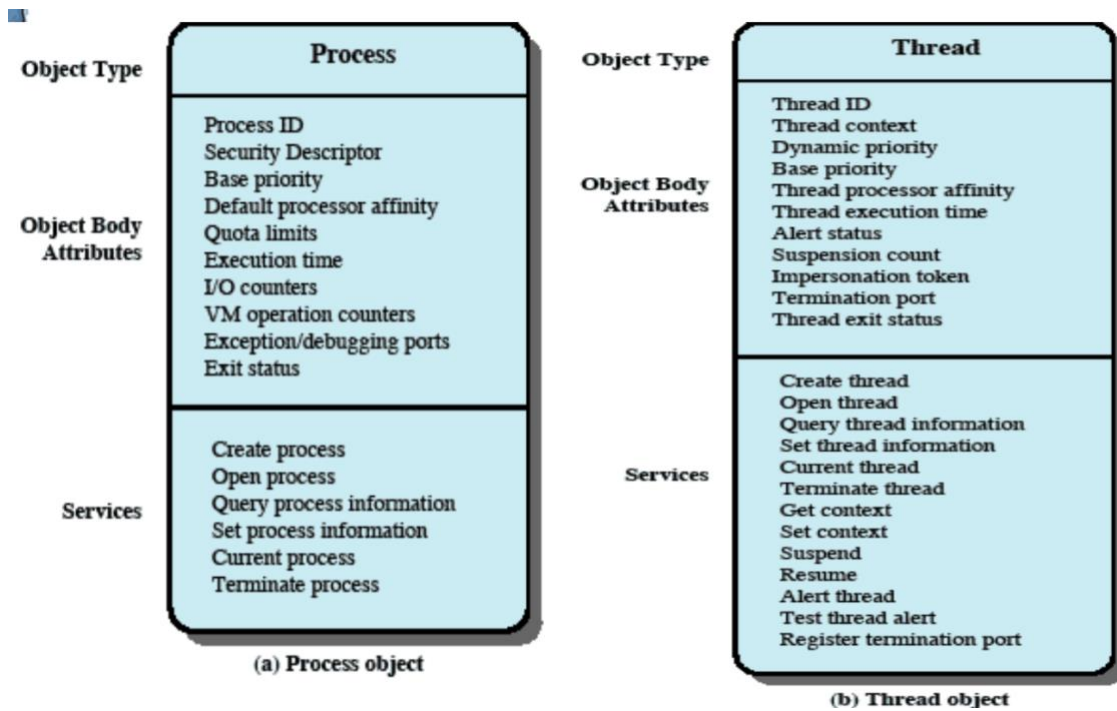 Object Type
Process
Object Body
Attributes
Process ID
Security Descriptor
Base priority
Default processor affinity
Quota limits
Execution time
I/O counters
VM operation counters
Exception/debugging ports
Exit status
Services
Create process
Open process
Query process information
Set process information
Current process
Terminate process
(a) Process object
Object Type
Thread
Object Body
Attributes
Thread ID
Thread context
Dynamic priority
Base priority
Thread processor affinity
Thread execution time
Alert status
Suspension count
Impersonation token
Termination port
Thread exit status
Services
Create thread
Open thread
Query thread information
Set thread information
Current thread
Terminate thread
Get context
Set context
Suspend
Resume
Alert thread
Test thread alert
Register termination port
(b) Thread object